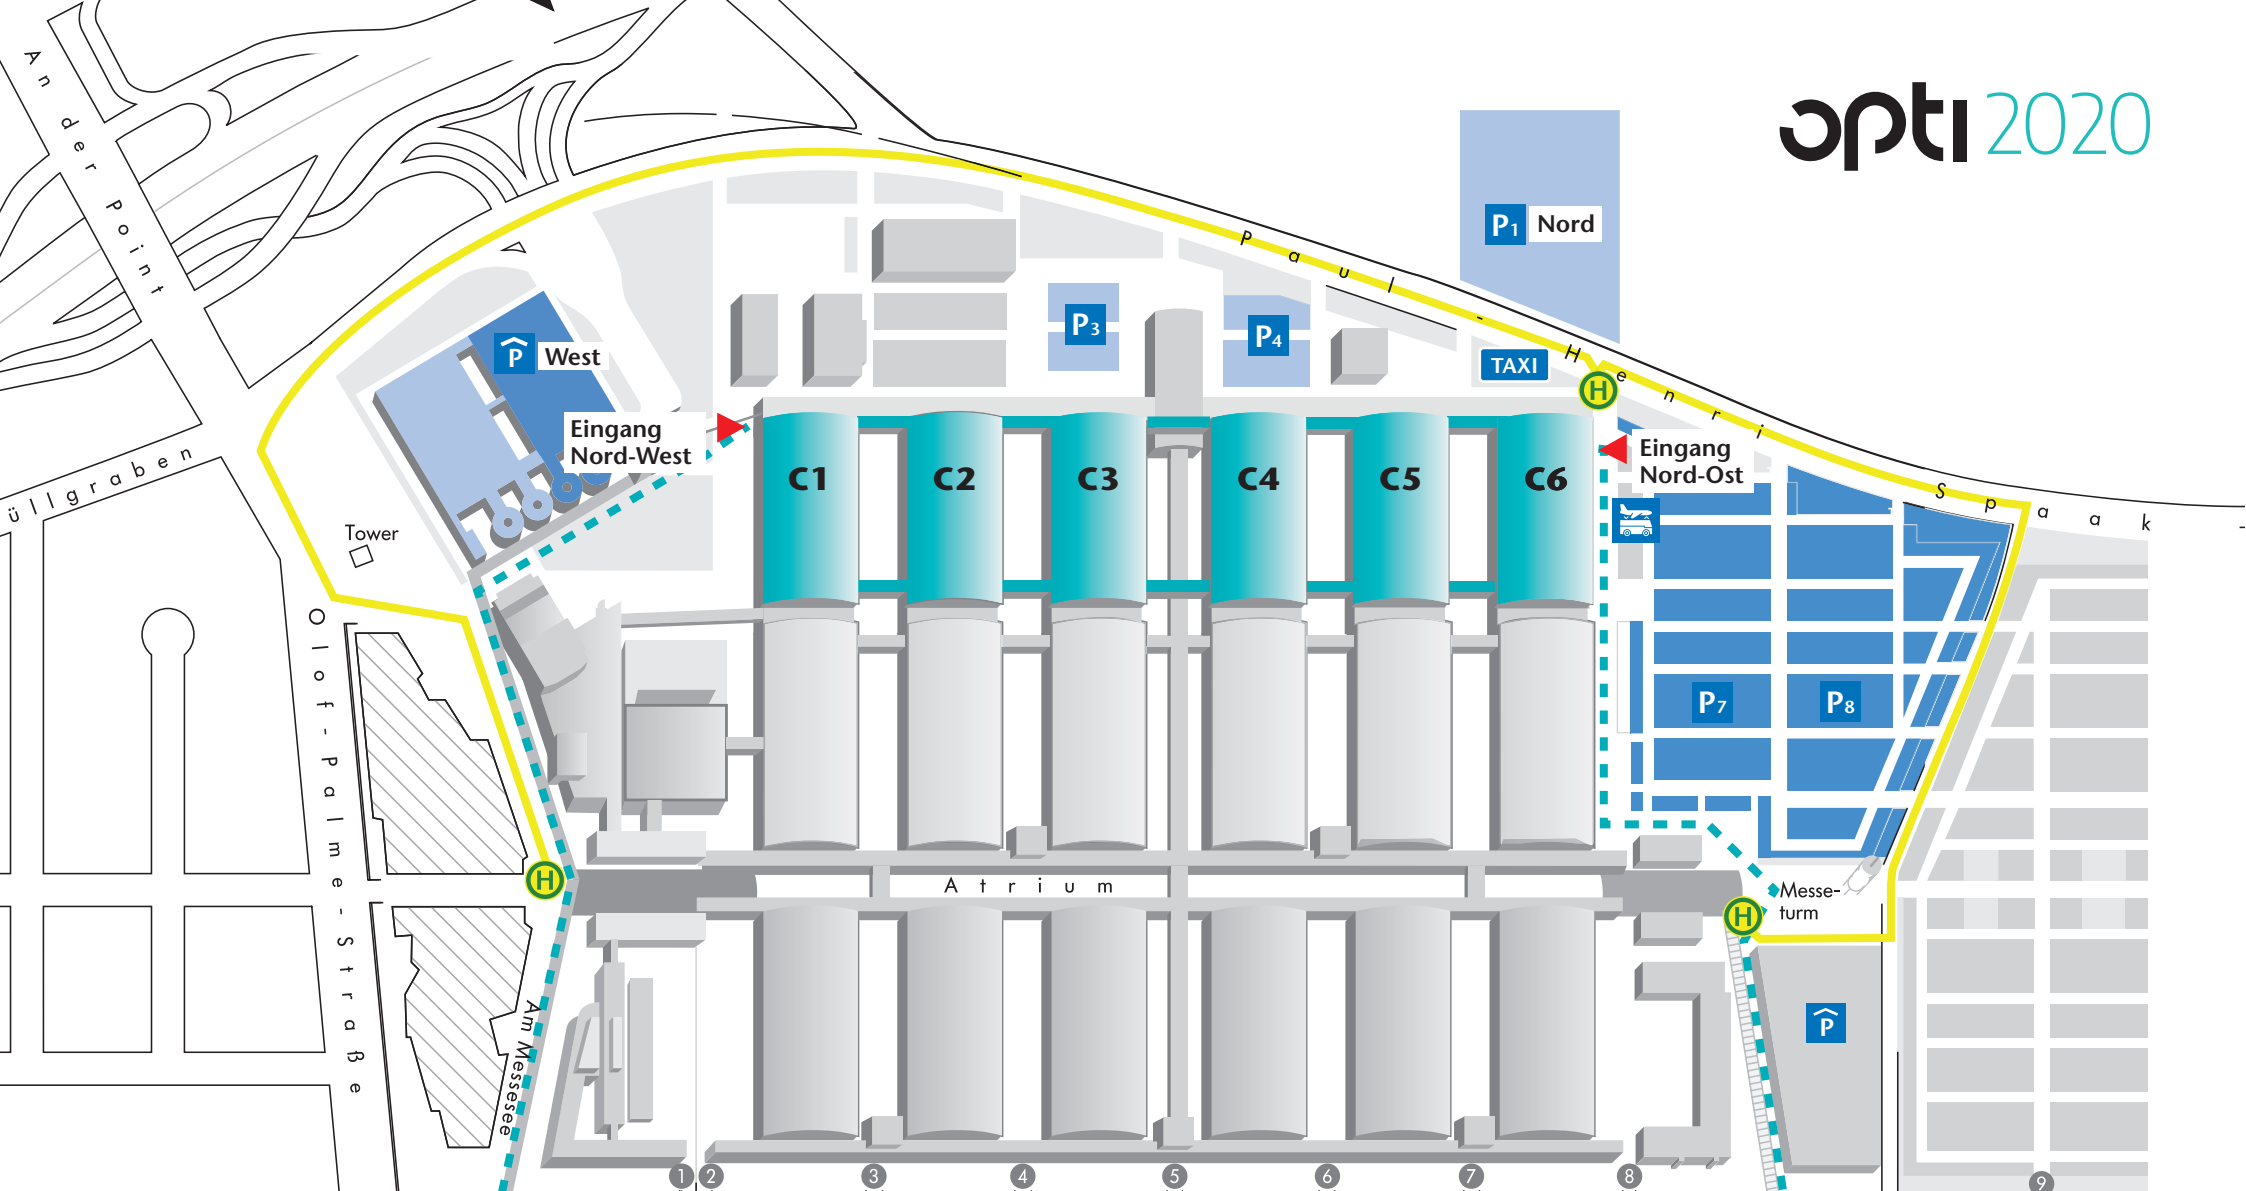 opti 2020
An der Point
P1 Nord
Paul-Henri-Spaak-
P3
P4
P West
TAXI
H
Eingang
Nord-West
Eingang
Nord-Ost
C1
C2
C3
C4
C5
C6
üllgraben
Tower
Olof-Palme-Straße
P7
P8
H
Atrium
Messe-
turm
H
P
Am Messesee
1
2
3
4
5
6
7
8
9